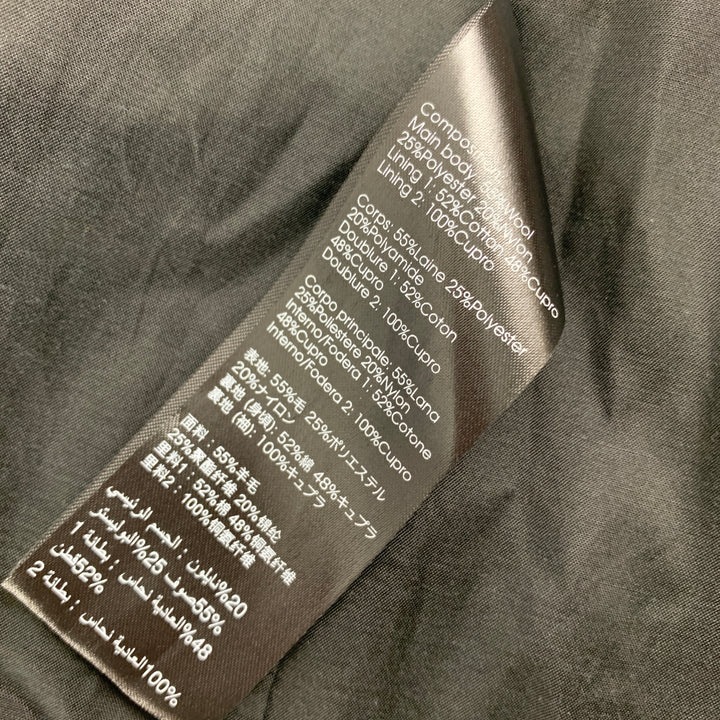 Composition
Main body: 55%Wool
25%Polyester 20%Nylon
Lining 1: 52%Cotton 48%Cupro
Lining 2: 100%Cupro
Corps: 55%Laine 25%Polyester
20%Polyamide
Doublure 1: 52%Coton
48%Cupro
Doublure 2: 100%Cupro
Corpo principale: 55%Lana
25%Poliestere 20%Nylon
Interno/Fodera 1: 52%Cotone
48%Cupro
Interno/Fodera 2: 100%Cupro
表地: 55%毛 25%ポリエステル
20%ナイロン
裏地 (身頃): 52%綿 48%キュプラ
裏地 (袖): 100%キュプラ
面料: 55%羊毛
25%聚酯纤维 20%锦纶
里料1: 52%棉 48%铜氨纤维
里料2: 100%铜氨纤维
20%نايلون : الجسم الرئيسي
55%صوف 25%البوليستر
48%العادية نحاس : بطانة 1
52%قطن
100%العادية نحاس : بطانة 2